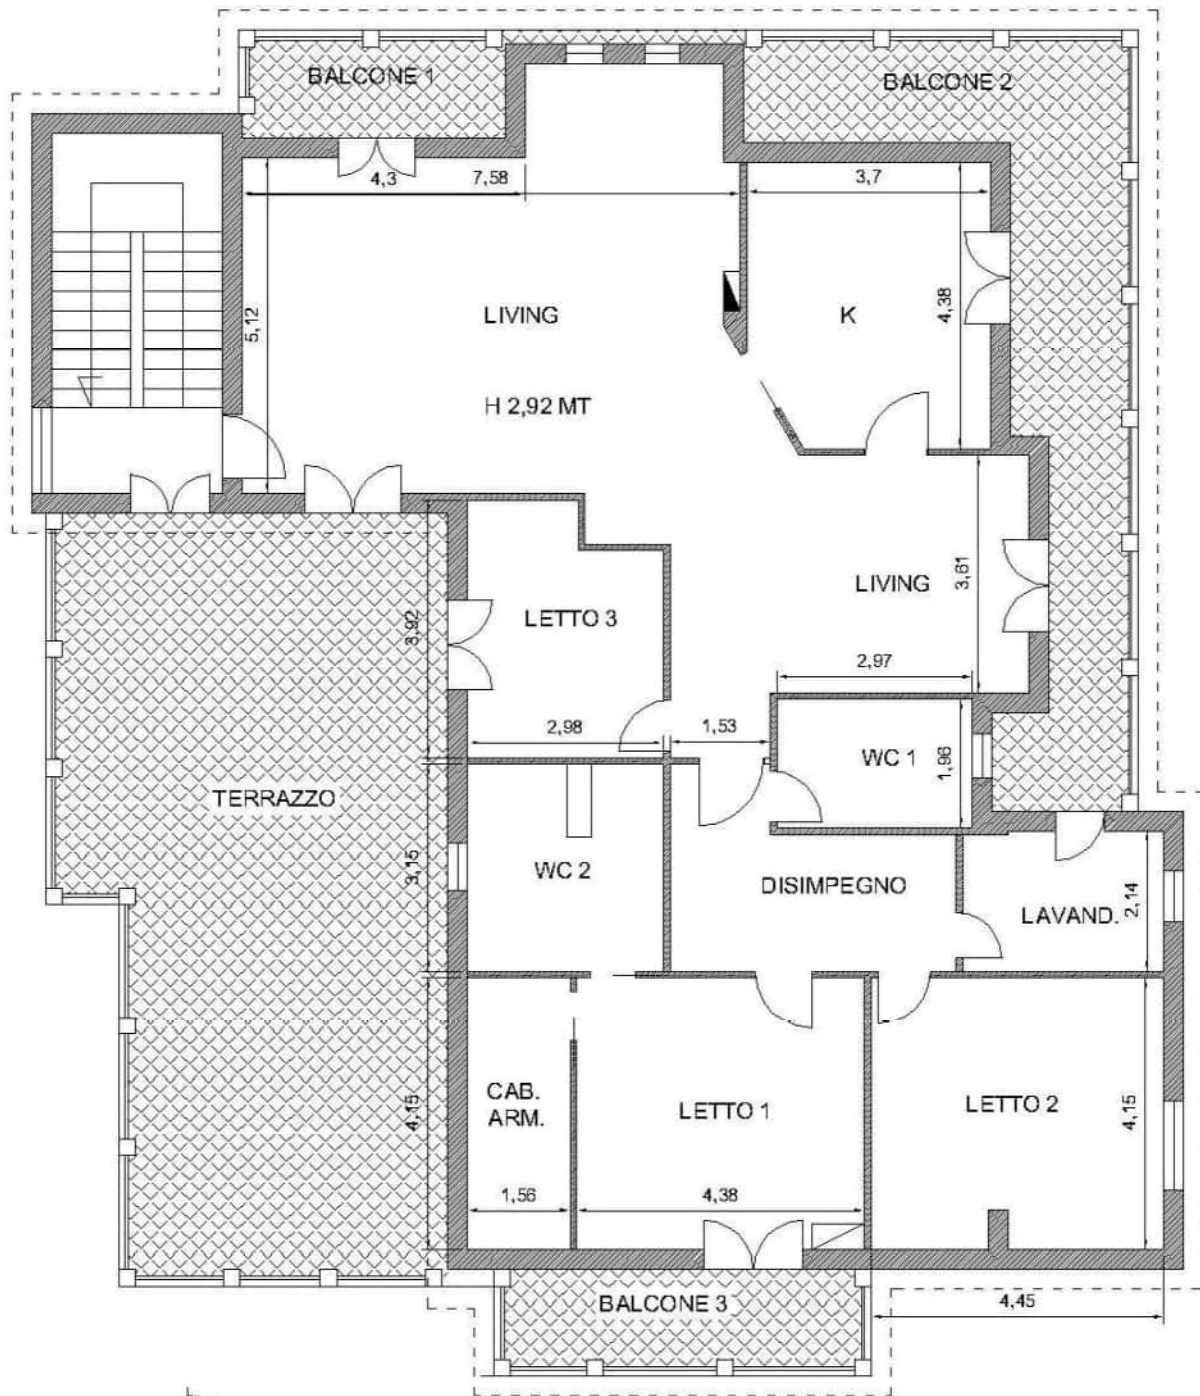 BALCONE 1
BALCONE 2
4,3
7,58
3,7
5,12
LIVING
K
4,38
H 2,92 MT
LIVING
3,61
3,92
LETTO 3
2,97
2,98
1,53
WC 1
1,96
TERRAZZO
3,15
WC 2
DISIMPEGNO
LAVAND.
2,14
4,15
CAB.
ARM.
LETTO 1
LETTO 2
4,15
1,56
4,38
BALCONE 3
4,45